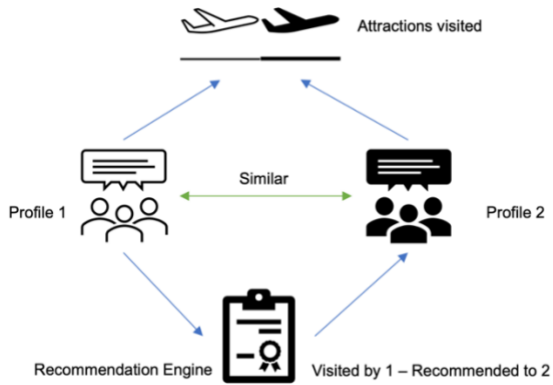 Attractions visited
Similar
Profile 1
Profile 2
Recommendation Engine
Visited by 1 – Recommended to 2